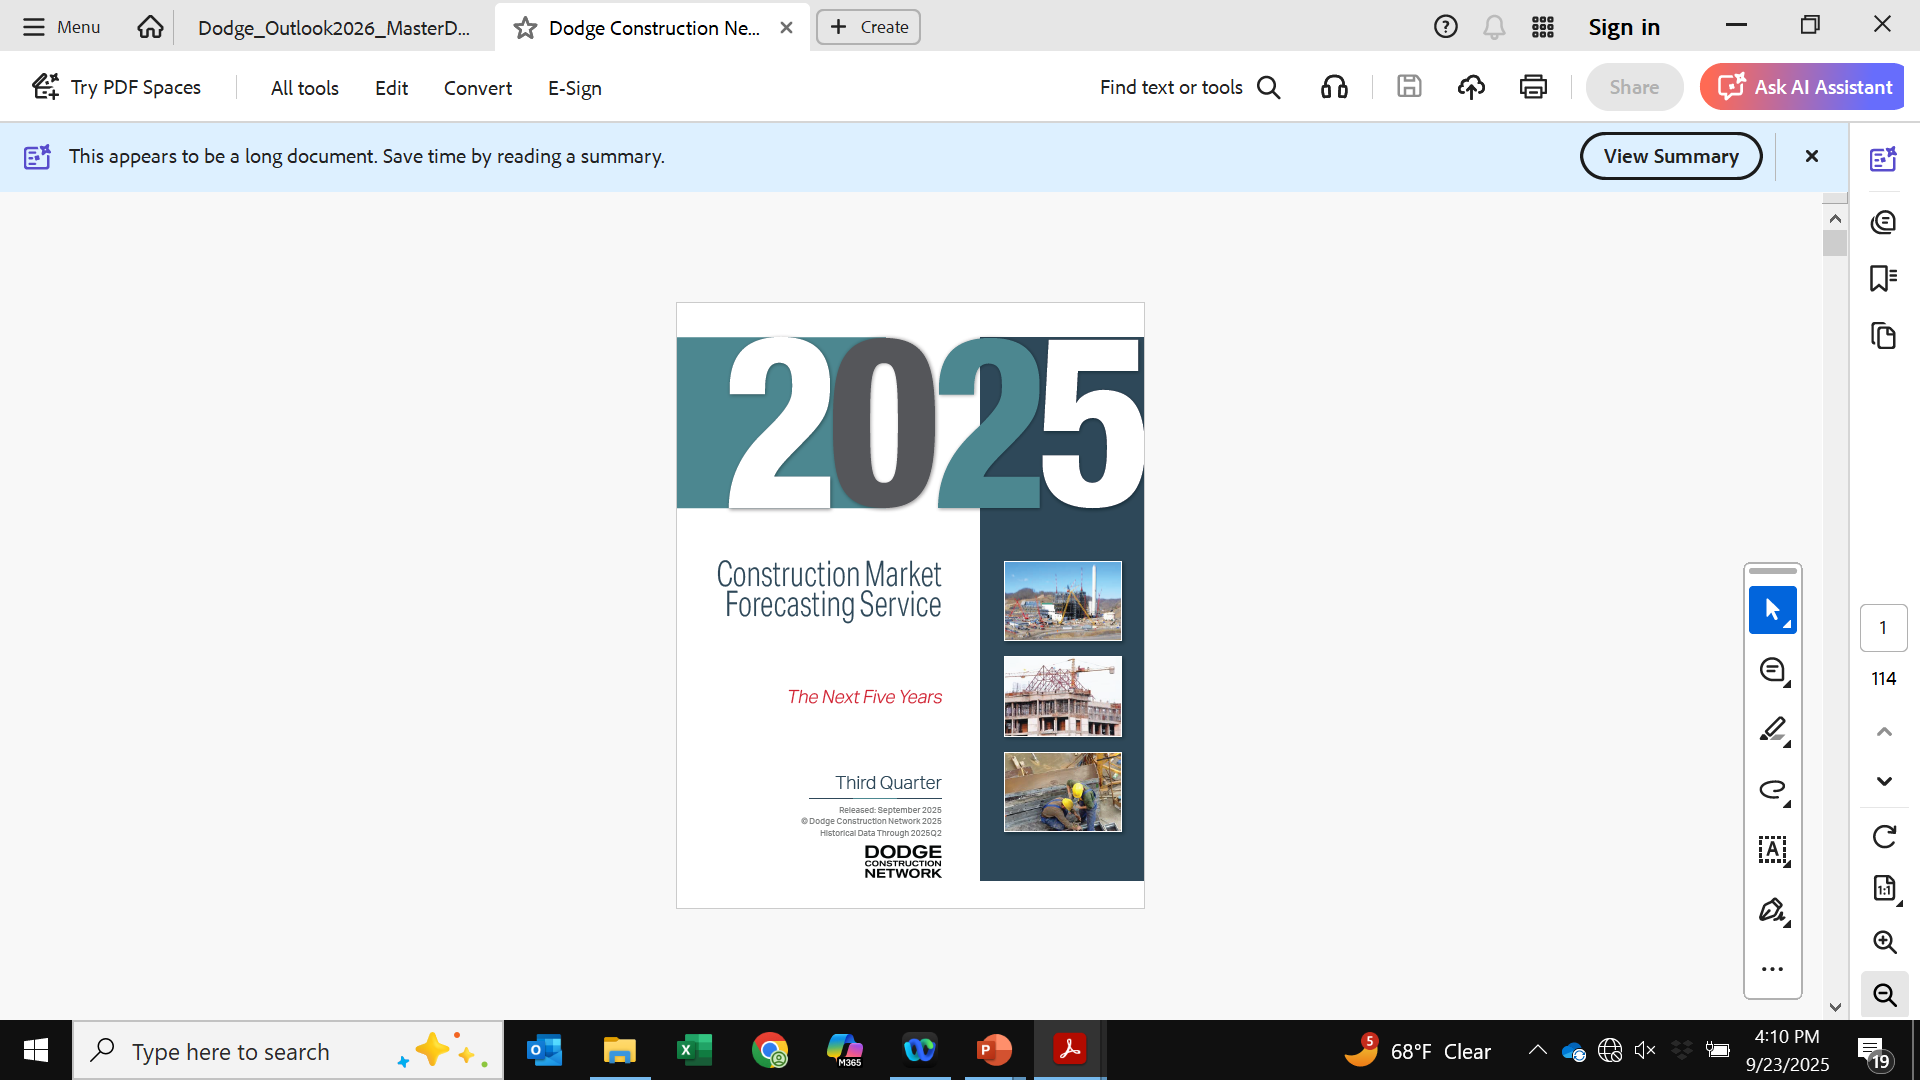 Menu
Dodge_Outlook2026_MasterD...
Dodge Construction Ne...
Create
Sign in
Try PDF Spaces
All tools
Edit
Convert
E-Sign
Find text or tools
Share
Ask AI Assistant
This appears to be a long document. Save time by reading a summary.
View Summary
2025
Construction Market
Forecasting Service
The Next Five Years
Third Quarter
Released: September 2025
© Dodge Construction Network 2025
Historical Data Through 2025Q2
DODGE
CONSTRUCTION
NETWORK
A
1
114
1:1
Type here to search
M365
5
68°F Clear
4:10 PM
9/23/2025
19